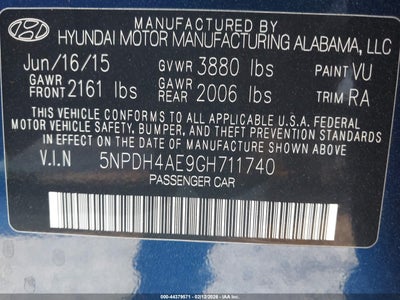 MANUFACTURED BY
HYUNDAI MOTOR MANUFACTURING ALABAMA, LLC
Jun/16/15 GVWR 3880 lbs PAINT VU
GAWR FRONT 2161 lbs GAWR REAR 2006 lbs TRIM RA
THIS VEHICLE CONFORMS TO ALL APPLICABLE U.S.A. FEDERAL
MOTOR VEHICLE SAFETY, BUMPER, AND THEFT PREVENTION STANDARDS
IN EFFECT ON THE DATE OF MANUFACTURE SHOWN ABOVE.
V.I.N 5NPDH4AE9GH711740
PASSENGER CAR